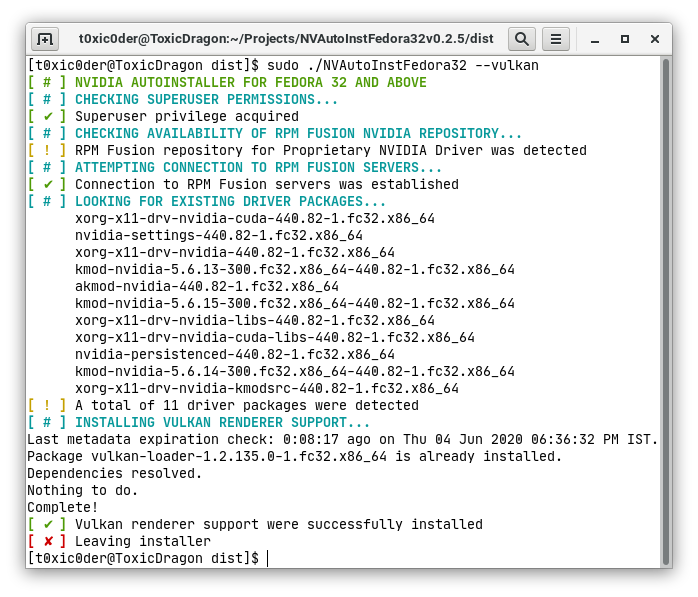 t0xic0der@ToxicDragon:~/Projects/NVAutoInstFedora32v0.2.5/dist
[t0xic0der@ToxicDragon dist]$ sudo ./NVAutoInstFedora32 --vulkan
[ # ] NVIDIA AUTOINSTALLER FOR FEDORA 32 AND ABOVE
[ # ] CHECKING SUPERUSER PERMISSIONS...
[ ✔ ] Superuser privilege acquired
[ # ] CHECKING AVAILABILITY OF RPM FUSION NVIDIA REPOSITORY...
[ ! ] RPM Fusion repository for Proprietary NVIDIA Driver was detected
[ # ] ATTEMPTING CONNECTION TO RPM FUSION SERVERS...
[ ✔ ] Connection to RPM Fusion servers was established
[ # ] LOOKING FOR EXISTING DRIVER PACKAGES...
xorg-x11-drv-nvidia-cuda-440.82-1.fc32.x86_64
nvidia-settings-440.82-1.fc32.x86_64
xorg-x11-drv-nvidia-440.82-1.fc32.x86_64
kmod-nvidia-5.6.13-300.fc32.x86_64-440.82-1.fc32.x86_64
akmod-nvidia-440.82-1.fc32.x86_64
kmod-nvidia-5.6.15-300.fc32.x86_64-440.82-1.fc32.x86_64
xorg-x11-drv-nvidia-libs-440.82-1.fc32.x86_64
xorg-x11-drv-nvidia-cuda-libs-440.82-1.fc32.x86_64
nvidia-persistenced-440.82-1.fc32.x86_64
kmod-nvidia-5.6.14-300.fc32.x86_64-440.82-1.fc32.x86_64
xorg-x11-drv-nvidia-kmodsrc-440.82-1.fc32.x86_64
[ ! ] A total of 11 driver packages were detected
[ # ] INSTALLING VULKAN RENDERER SUPPORT...
Last metadata expiration check: 0:08:17 ago on Thu 04 Jun 2020 06:36:32 PM IST.
Package vulkan-loader-1.2.135.0-1.fc32.x86_64 is already installed.
Dependencies resolved.
Nothing to do.
Complete!
[ ✔ ] Vulkan renderer support were successfully installed
[ ✘ ] Leaving installer
[t0xic0der@ToxicDragon dist]$